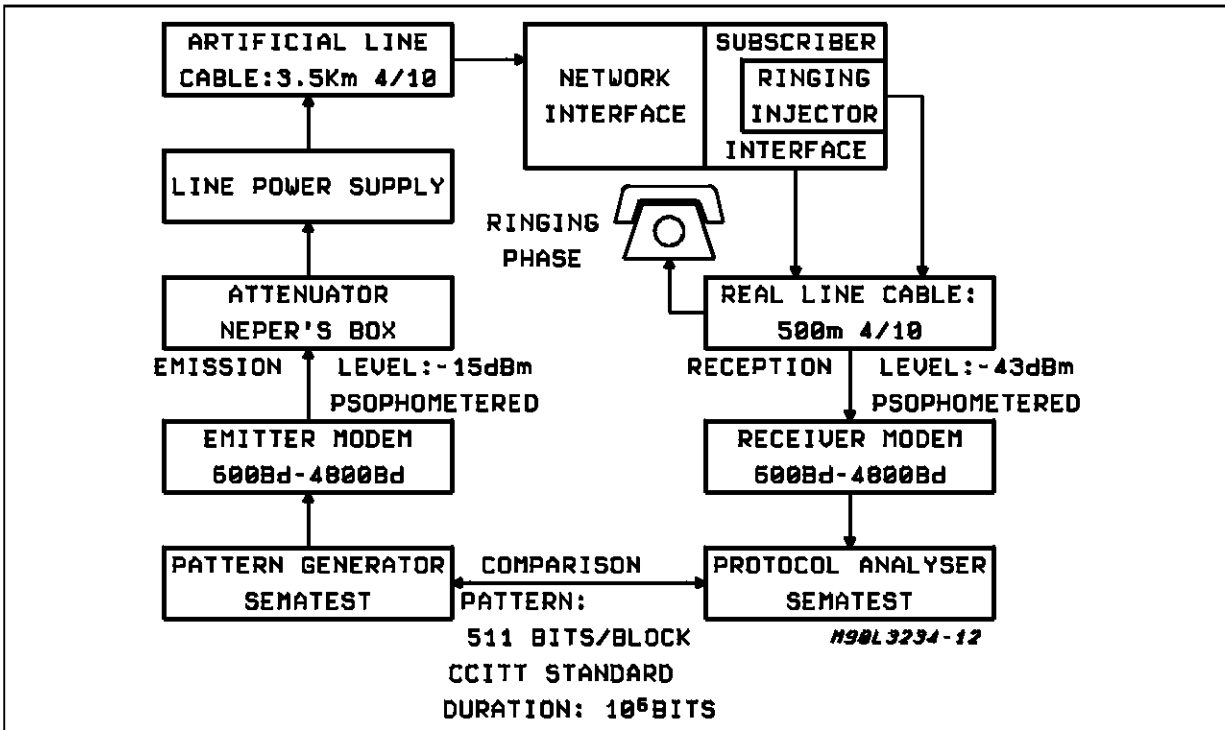 ARTIFICIAL LINE
CABLE:3.5Km 4/10
NETWORK
INTERFACE
SUBSCRIBER
RINGING
INJECTOR
INTERFACE
LINE POWER SUPPLY
RINGING
PHASE
ATTENUATOR
NEPER'S BOX
REAL LINE CABLE:
500m 4/10
EMISSION LEVEL:-15dBm
PSOPHOMETERED
RECEPTION LEVEL:-43dBm
PSOPHOMETERED
EMITTER MODEM
600Bd-4800Bd
RECEIVER MODEM
600Bd-4800Bd
PATTERN GENERATOR
SEMATEST
COMPARISON
PATTERN:
511 BITS/BLOCK
CCITT STANDARD
DURATION: 10⁶BITS
PROTOCOL ANALYSER
SEMATEST
M90L3234-12